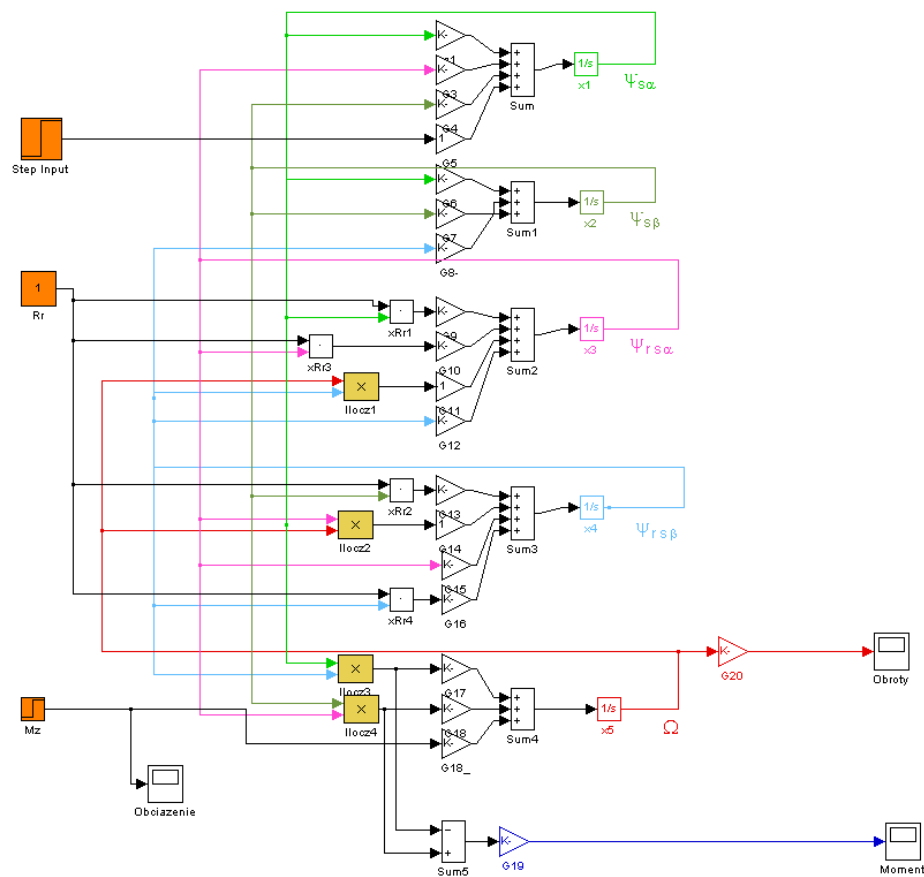 K-
+
K-
-1
+
+
+
1/s
x1
Ψsα
Sum
K-
G3
1
G4
Step Input
G5
K-
K-
G6
+
+
+
1/s
x2
Ψsβ
Sum1
K-
G7
G8-
1
Rr
xRr1
K-
G9
+
+
+
+
1/s
x3
Ψrsα
Sum2
xRr3
K-
G10
×
Ilocz1
1
G11
K-
G12
xRr2
K-
G13
+
+
+
+
1/s
x4
Ψrsβ
Sum3
×
Ilocz2
1
G14
K-
G15
xRr4
K-
G16
×
Ilocz3
K-
G17
K-
G20
Obroty
Mz
×
Ilocz4
K-
G18
+
+
+
Sum4
1/s
x5
Ω
K-
G18_
Obciazenie
−
+
Sum5
K-
G19
Moment